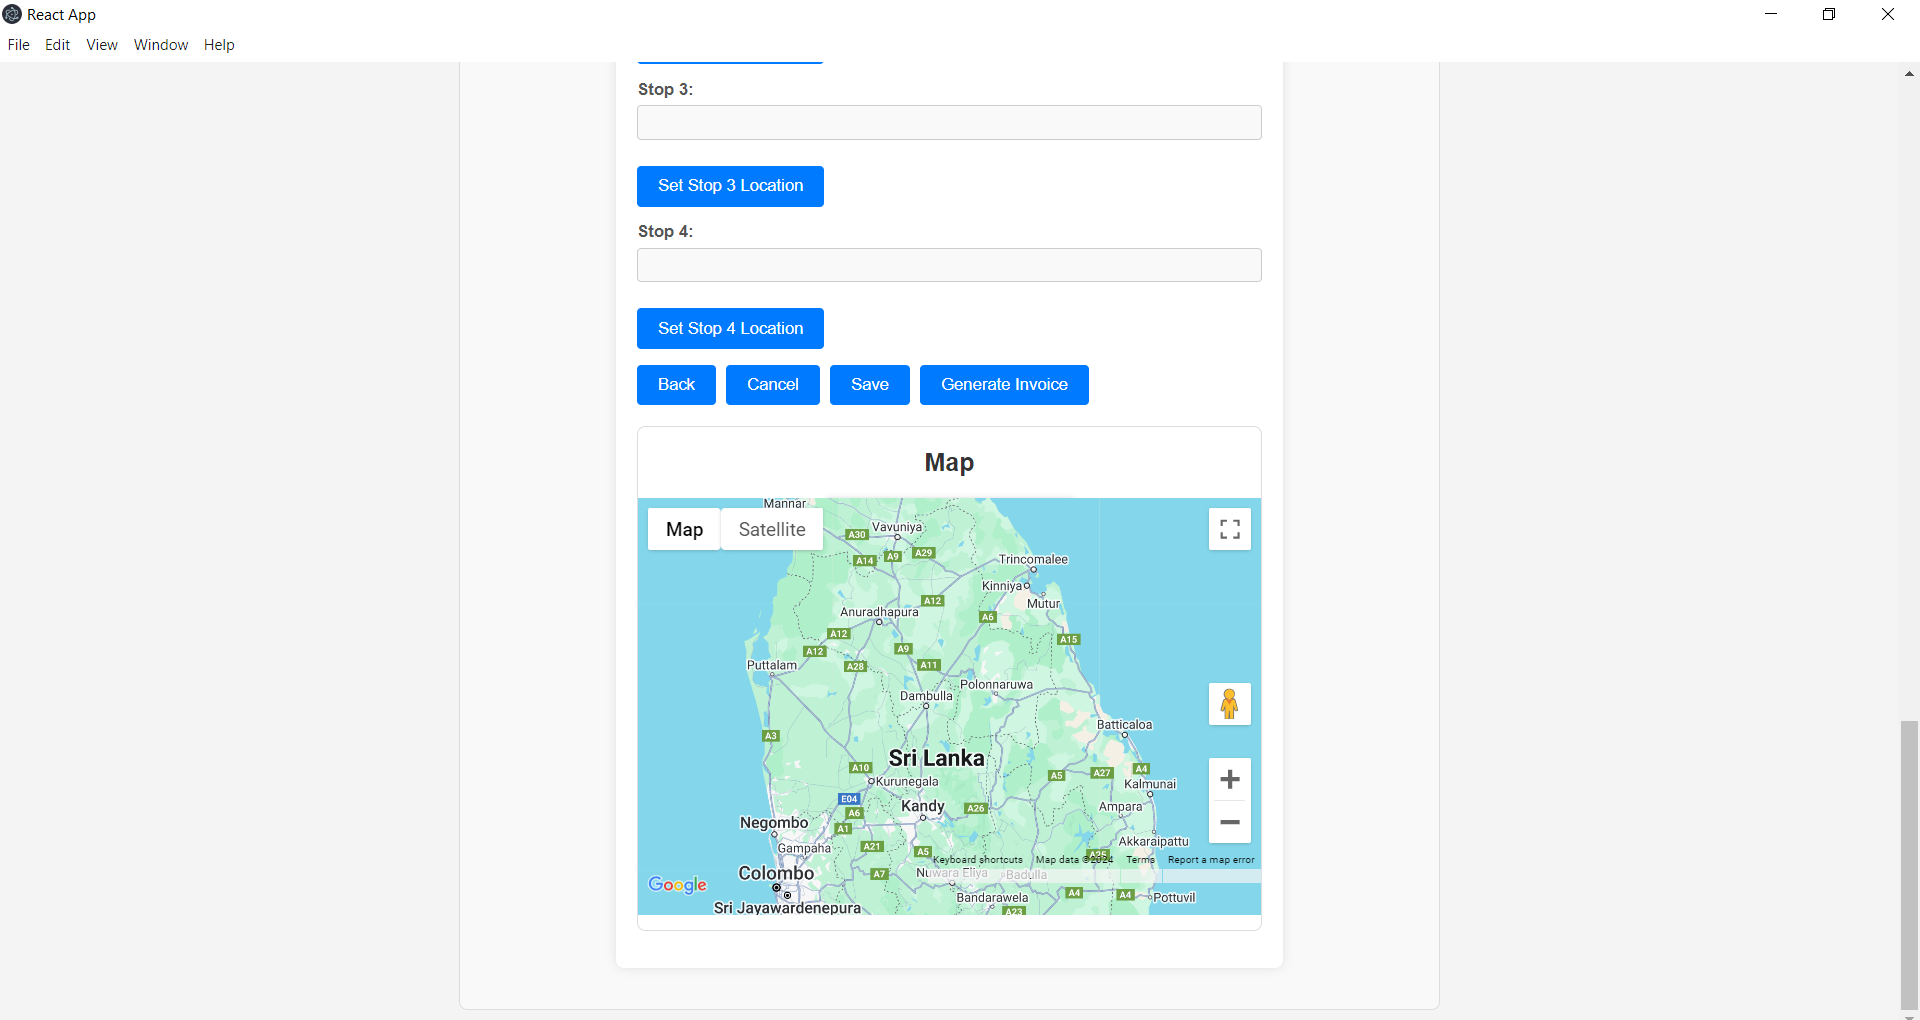 React App
File Edit View Window Help
Stop 3:
Set Stop 3 Location
Stop 4:
Set Stop 4 Location
Back Cancel Save Generate Invoice
Map
Mannar
Map Satellite
Vavuniya
A30
A14 A9 A29
Trincomalee
Kinniya
A12
Mutur
Anuradhapura
A6
A12
A15
A12 A9
Puttalam A28 A11
Polonnaruwa
Dambulla
Batticaloa
A3
Sri Lanka
A10 A5 A27 A4
Kurunegala Kalmunai
E04
Kandy A26 Ampara
A6
Negombo A1
Akkaraipattu
Gampaha A21 A5 A25
Keyboard shortcuts Map data ©2024 Terms Report a map error
Colombo A7 Nuwara Eliya Badulla
Google
Bandarawela A4 A4 Pottuvil
Sri Jayawardenepura A23